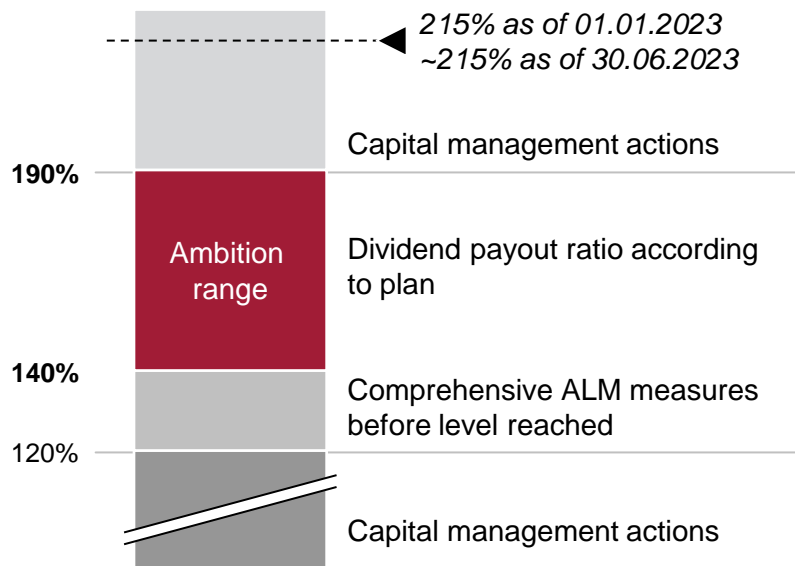 215% as of 01.01.2023
~215% as of 30.06.2023
Capital management actions
190%
Ambition
range
Dividend payout ratio according
to plan
140%
Comprehensive ALM measures
before level reached
120%
Capital management actions